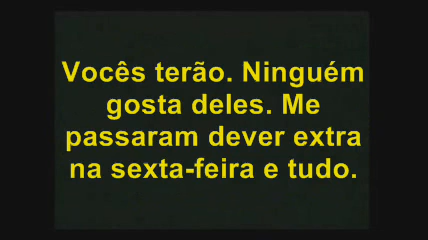 Vocês terão. Ninguém
gosta deles. Me
passaram dever extra
na sexta-feira e tudo.